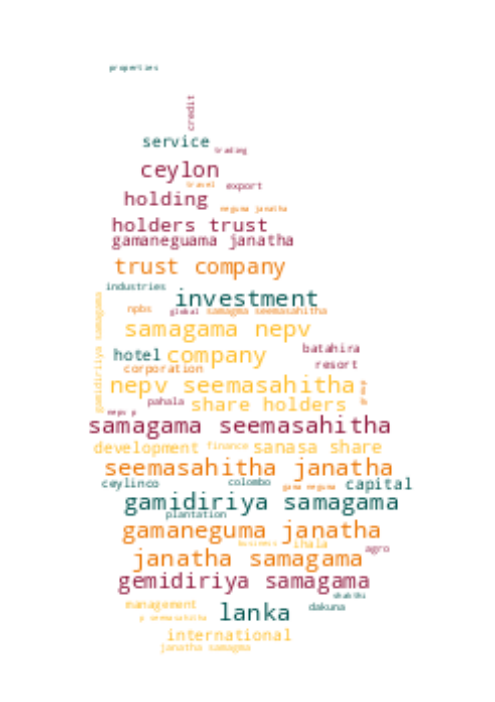 properties
credit
service
trading
ceylon
travel
export
holding
neguma janatha
holders trust
gamaneguama janatha
trust company
industries
investment
npbs
global
samagma seemasahitha
gamidiriiya samagama
samagama nepv
batahira
hotel
company
resort
corporation
nepv seemasahitha
pahala
share holders
nepv p
samagama seemasahitha
development
finance
sanasa share
seemasahitha janatha
ceylinco
colombo
gama neguma
capital
gamidiriya samagama
plantation
gamaneguma janatha
business
ihala
agro
janatha samagama
gemidiriya samagama
shakthi
management
dakuna
lanka
p seemasahitha
international
janatha samagma